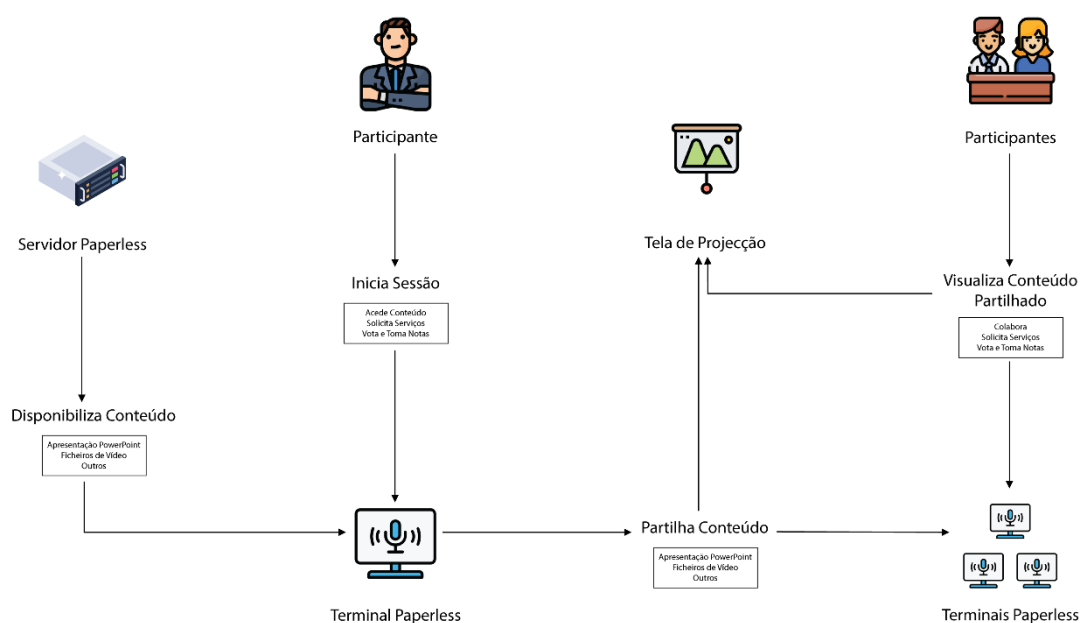 Participante
Participantes
Servidor Paperless
Tela de Projecção
Inicia Sessão
Acede Conteúdo
Solicita Serviços
Vota e Toma Notas
Visualiza Conteúdo
Partilhado
Colabora
Solicita Serviços
Vota e Toma Notas
Disponibiliza Conteúdo
Apresentação PowerPoint
Ficheiros de Vídeo
Outros
Partilha Conteúdo
Apresentação PowerPoint
Ficheiros de Vídeo
Outros
Terminal Paperless
Terminais Paperless